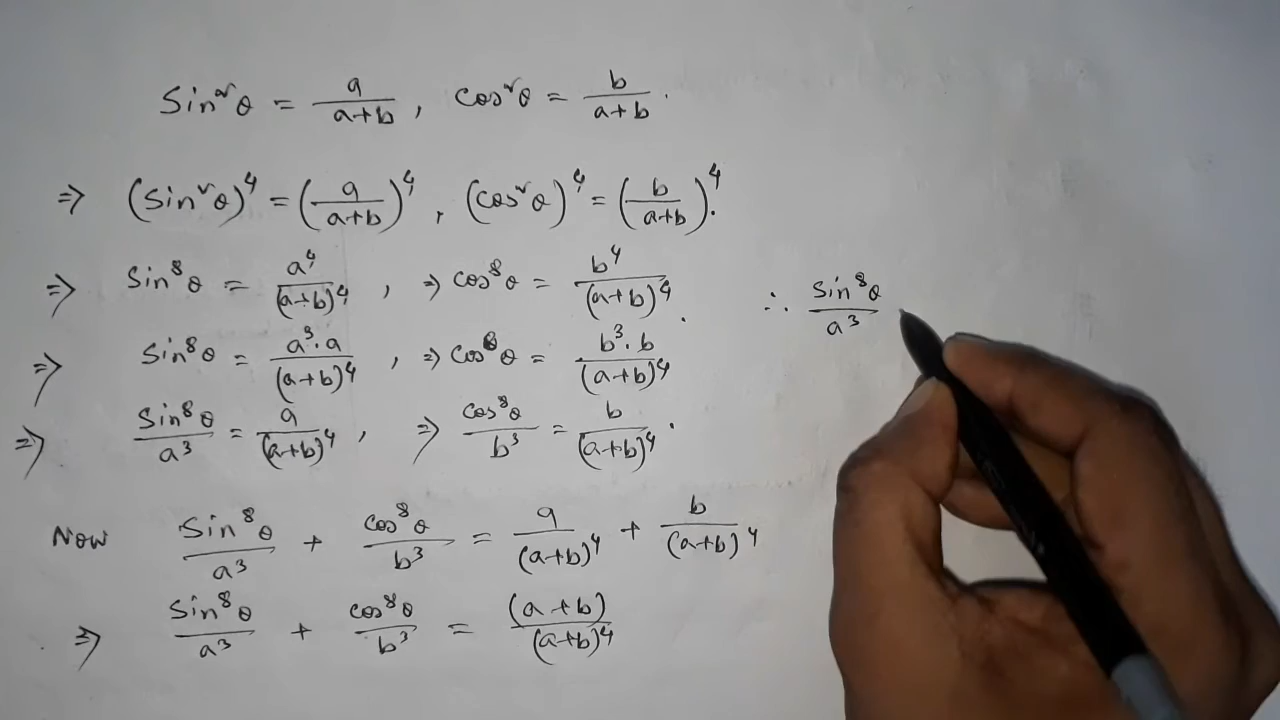 sin²θ = a/(a+b) , cos²θ = b/(a+b) .
⇒ (sin²θ)⁴ = (a/(a+b))⁴ , (cos²θ)⁴ = (b/(a+b))⁴ .
⇒ sin⁸θ = a⁴/(a+b)⁴ , ⇒ cos⁸θ = b⁴/(a+b)⁴ .
⇒ sin⁸θ = a³·a/(a+b)⁴ , ⇒ cos⁸θ = b³·b/(a+b)⁴
⇒ sin⁸θ/a³ = a/(a+b)⁴ , ⇒ cos⁸θ/b³ = b/(a+b)⁴ .
Now sin⁸θ/a³ + cos⁸θ/b³ = a/(a+b)⁴ + b/(a+b)⁴
⇒ sin⁸θ/a³ + cos⁸θ/b³ = (a+b)/(a+b)⁴
∴ sin⁸θ/a³